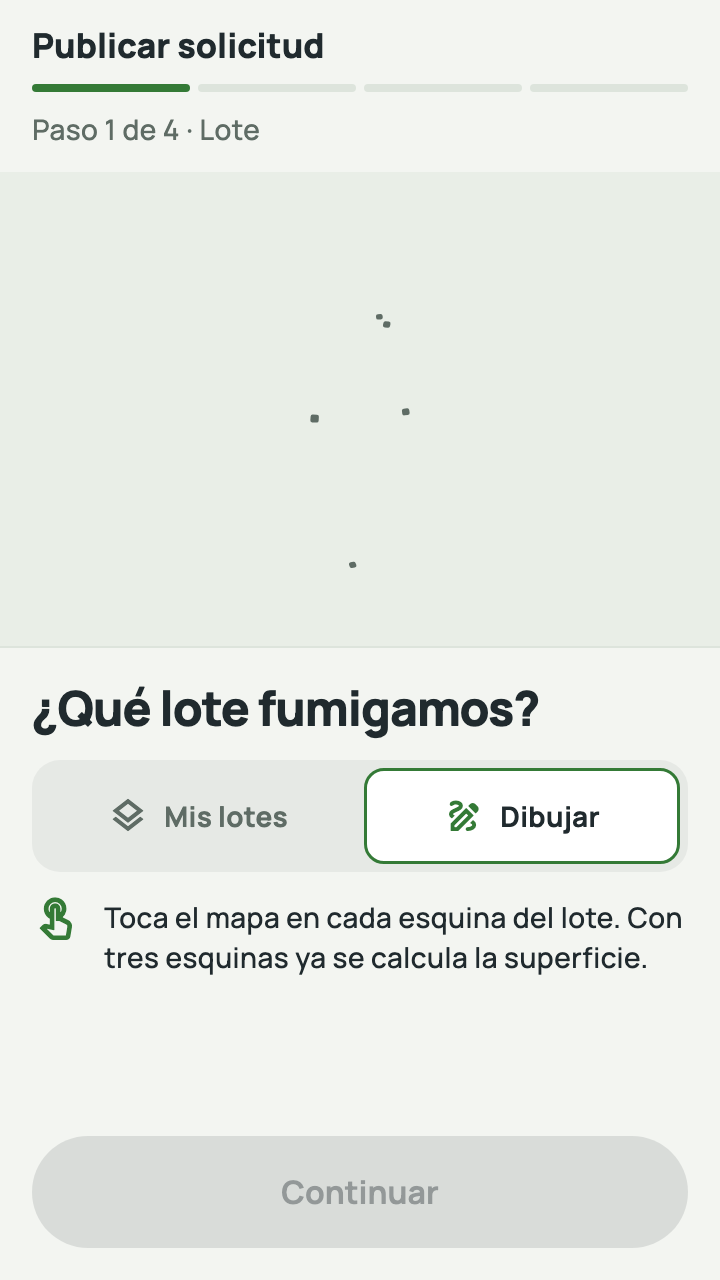 Publicar solicitud
Paso 1 de 4 · Lote
¿Qué lote fumigamos?
Mis lotes
Dibujar
Toca el mapa en cada esquina del lote. Con
tres esquinas ya se calcula la superficie.
Continuar